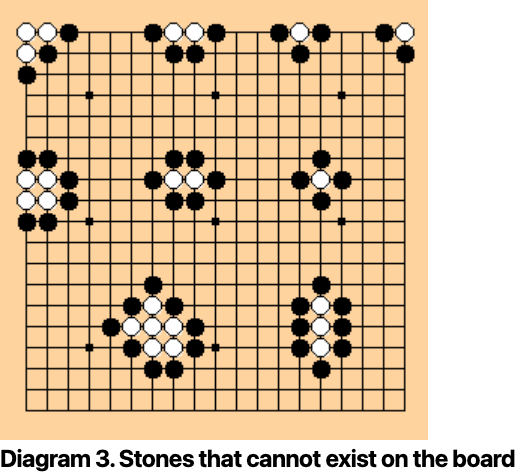 Diagram 3. Stones that cannot exist on the board